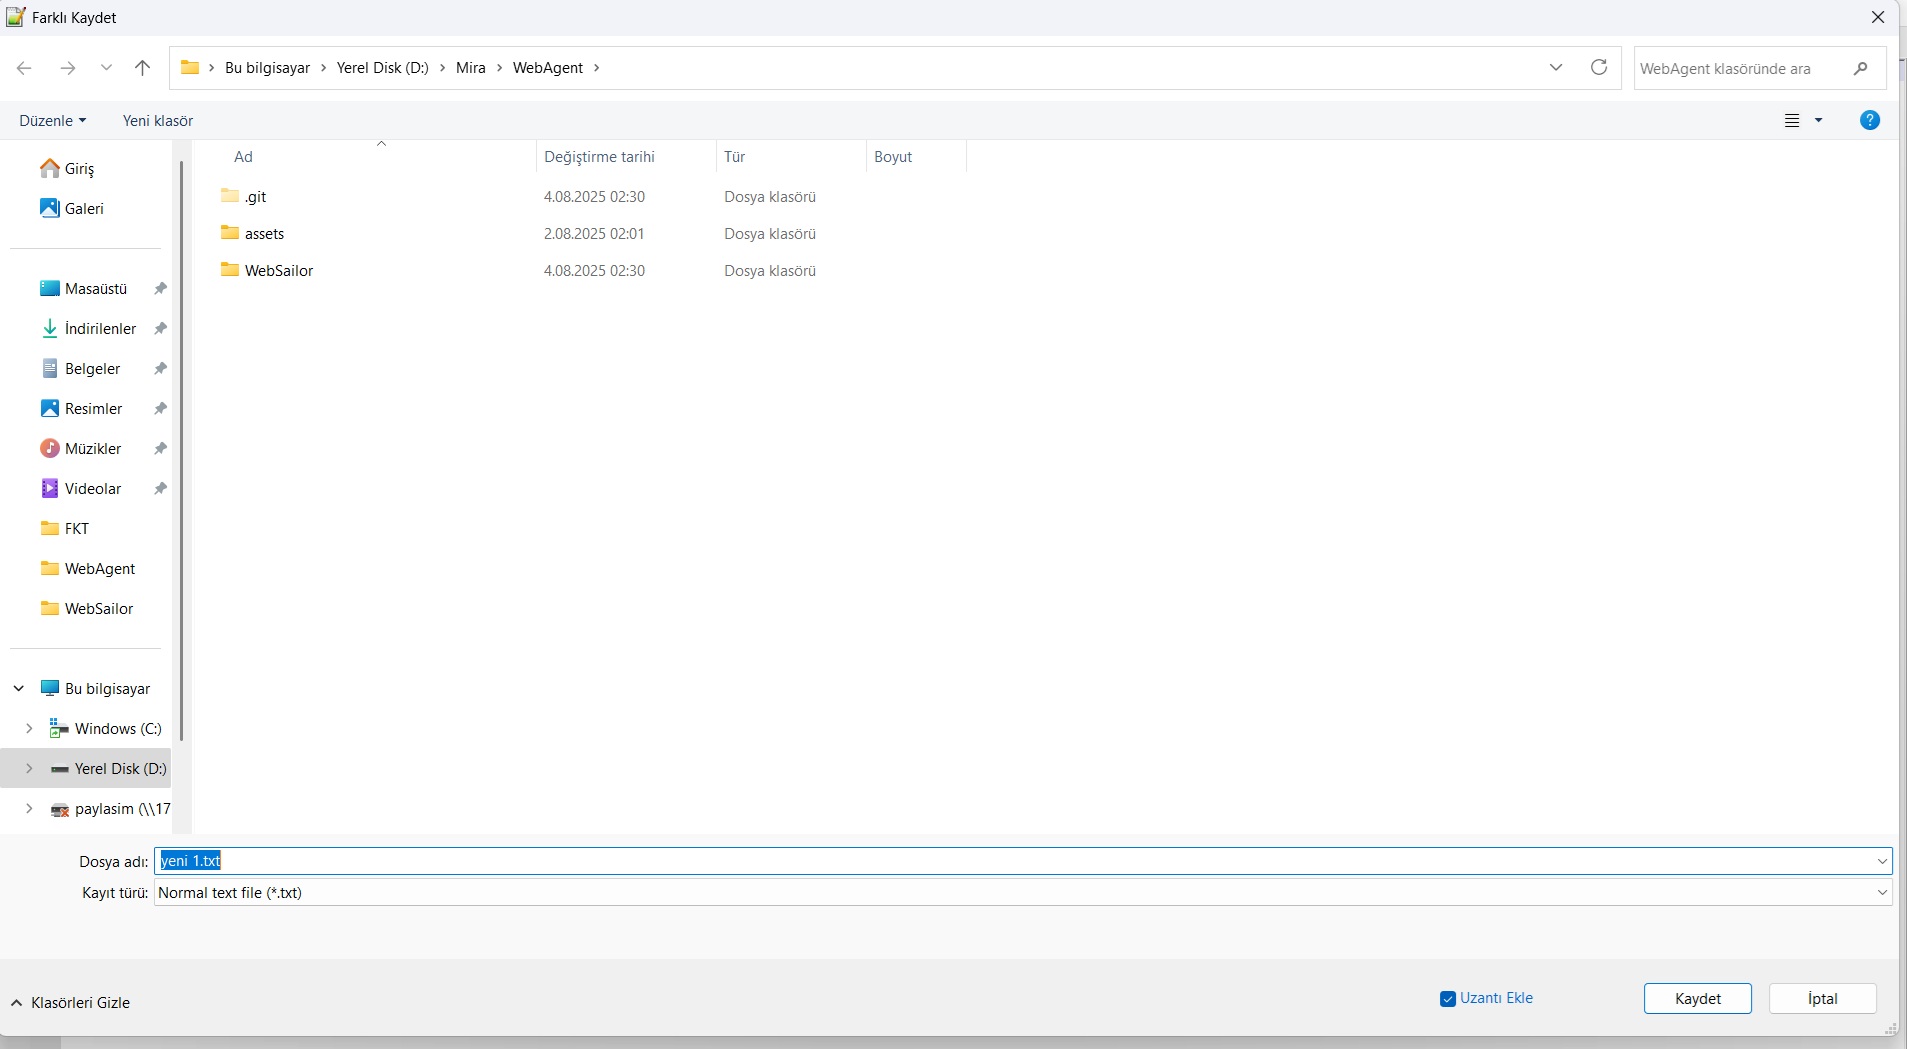 Farklı Kaydet
Bu bilgisayar > Yerel Disk (D:) > Mira > WebAgent >
WebAgent klasöründe ara
Düzenle
Yeni klasör
?
Ad Değiştirme tarihi Tür Boyut
.git 4.08.2025 02:30 Dosya klasörü
assets 2.08.2025 02:01 Dosya klasörü
WebSailor 4.08.2025 02:30 Dosya klasörü
Giriş
Galeri
Masaüstü
İndirilenler
Belgeler
Resimler
Müzikler
Videolar
FKT
WebAgent
WebSailor
Bu bilgisayar
Windows (C:)
Yerel Disk (D:)
paylasim (\\17
Dosya adı: yeni 1.txt
Kayıt türü: Normal text file (*.txt)
Klasörleri Gizle
Uzantı Ekle
Kaydet
İptal